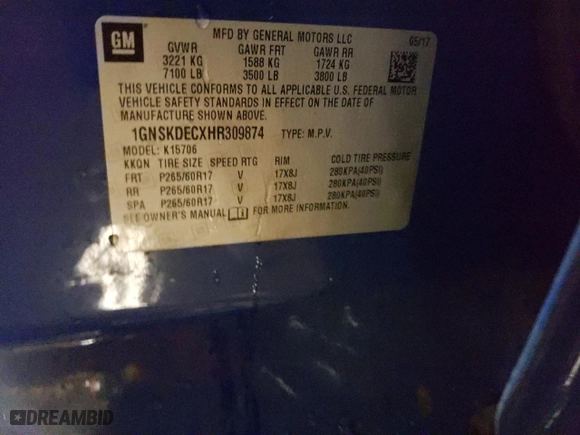 GM
MFD BY GENERAL MOTORS LLC
05/17
GVWR GAWR FRT GAWR RR
3221 KG 1588 KG 1724 KG
7100 LB 3500 LB 3800 LB
THIS VEHICLE CONFORMS TO ALL APPLICABLE U.S. FEDERAL MOTOR
VEHICLE SAFETY STANDARDS IN EFFECT ON THE DATE OF
MANUFACTURE SHOWN ABOVE.
1GNSKDECXHR309874 TYPE: M.P.V.
MODEL: K15706
KKQN TIRE SIZE SPEED RTG RIM COLD TIRE PRESSURE
FRT P265/60R17 V 17X8J 280KPA(40PSI)
RR P265/60R17 V 17X8J 280KPA(40PSI)
SPA P265/60R17 V 17X8J 280KPA(40PSI)
SEE OWNER'S MANUAL FOR MORE INFORMATION.
DREAMBID